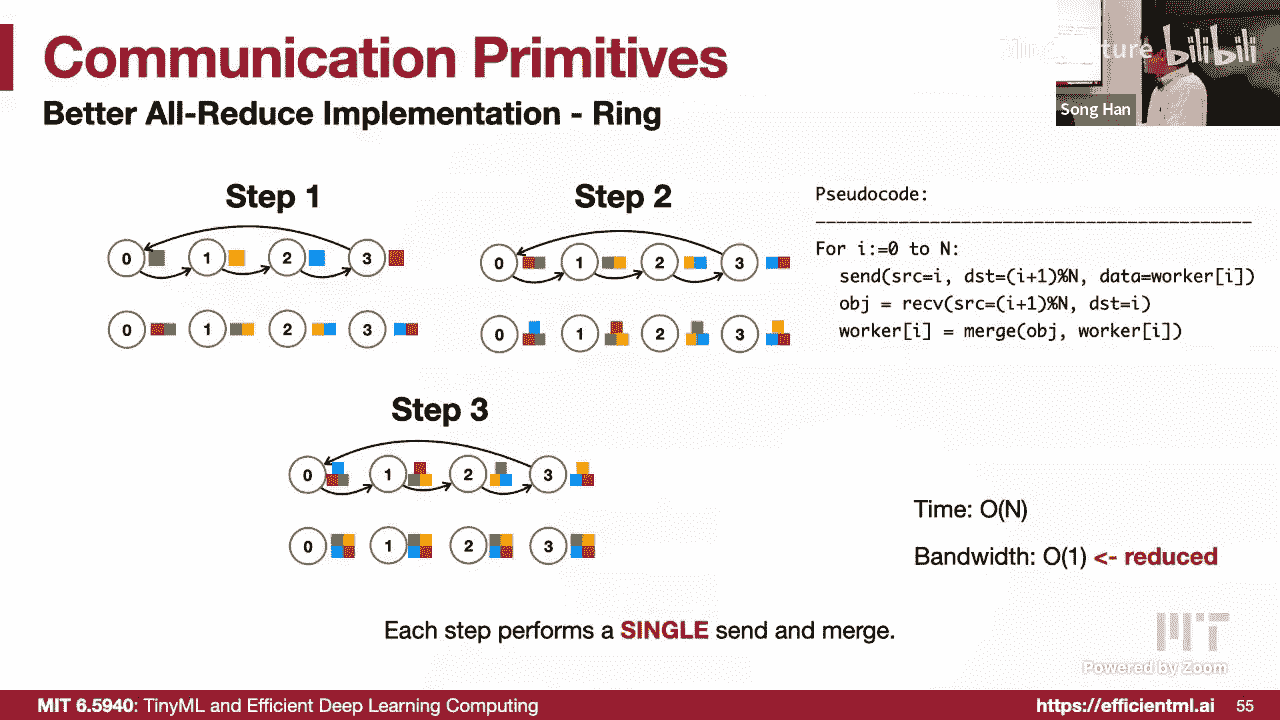 Communication Primitives
Better All-Reduce Implementation - Ring
bilibili
Song Han
Step 1
0 1 2 3
0 1 2 3
Step 2
0 1 2 3
0 1 2 3
Pseudocode:
For i:=0 to N:
send(src=i, dst=(i+1)%N, data=worker[i])
obj = recv(src=(i+1)%N, dst=i)
worker[i] = merge(obj, worker[i])
Step 3
0 1 2 3
0 1 2 3
Time: O(N)
Bandwidth: O(1) <- reduced
Each step performs a SINGLE send and merge.
MIT
Powered by Zoom
MIT 6.5940: TinyML and Efficient Deep Learning Computing
https://efficientml.ai 55